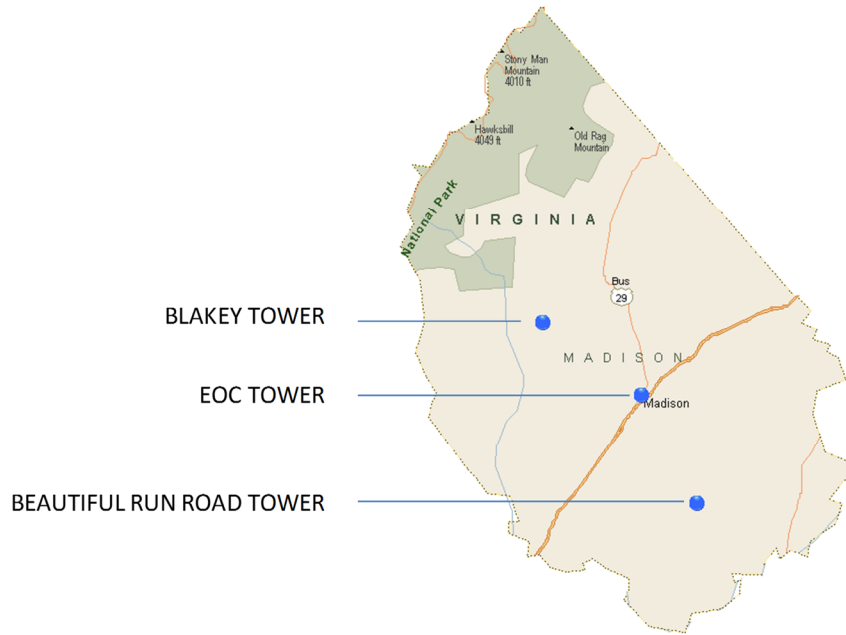 Stony Man
Mountain
4010 ft
Hawksbill
4049 ft
Old Rag
Mountain
National Park
VIRGINIA
Bus
29
BLAKEY TOWER
MADISON
EOC TOWER
Madison
BEAUTIFUL RUN ROAD TOWER